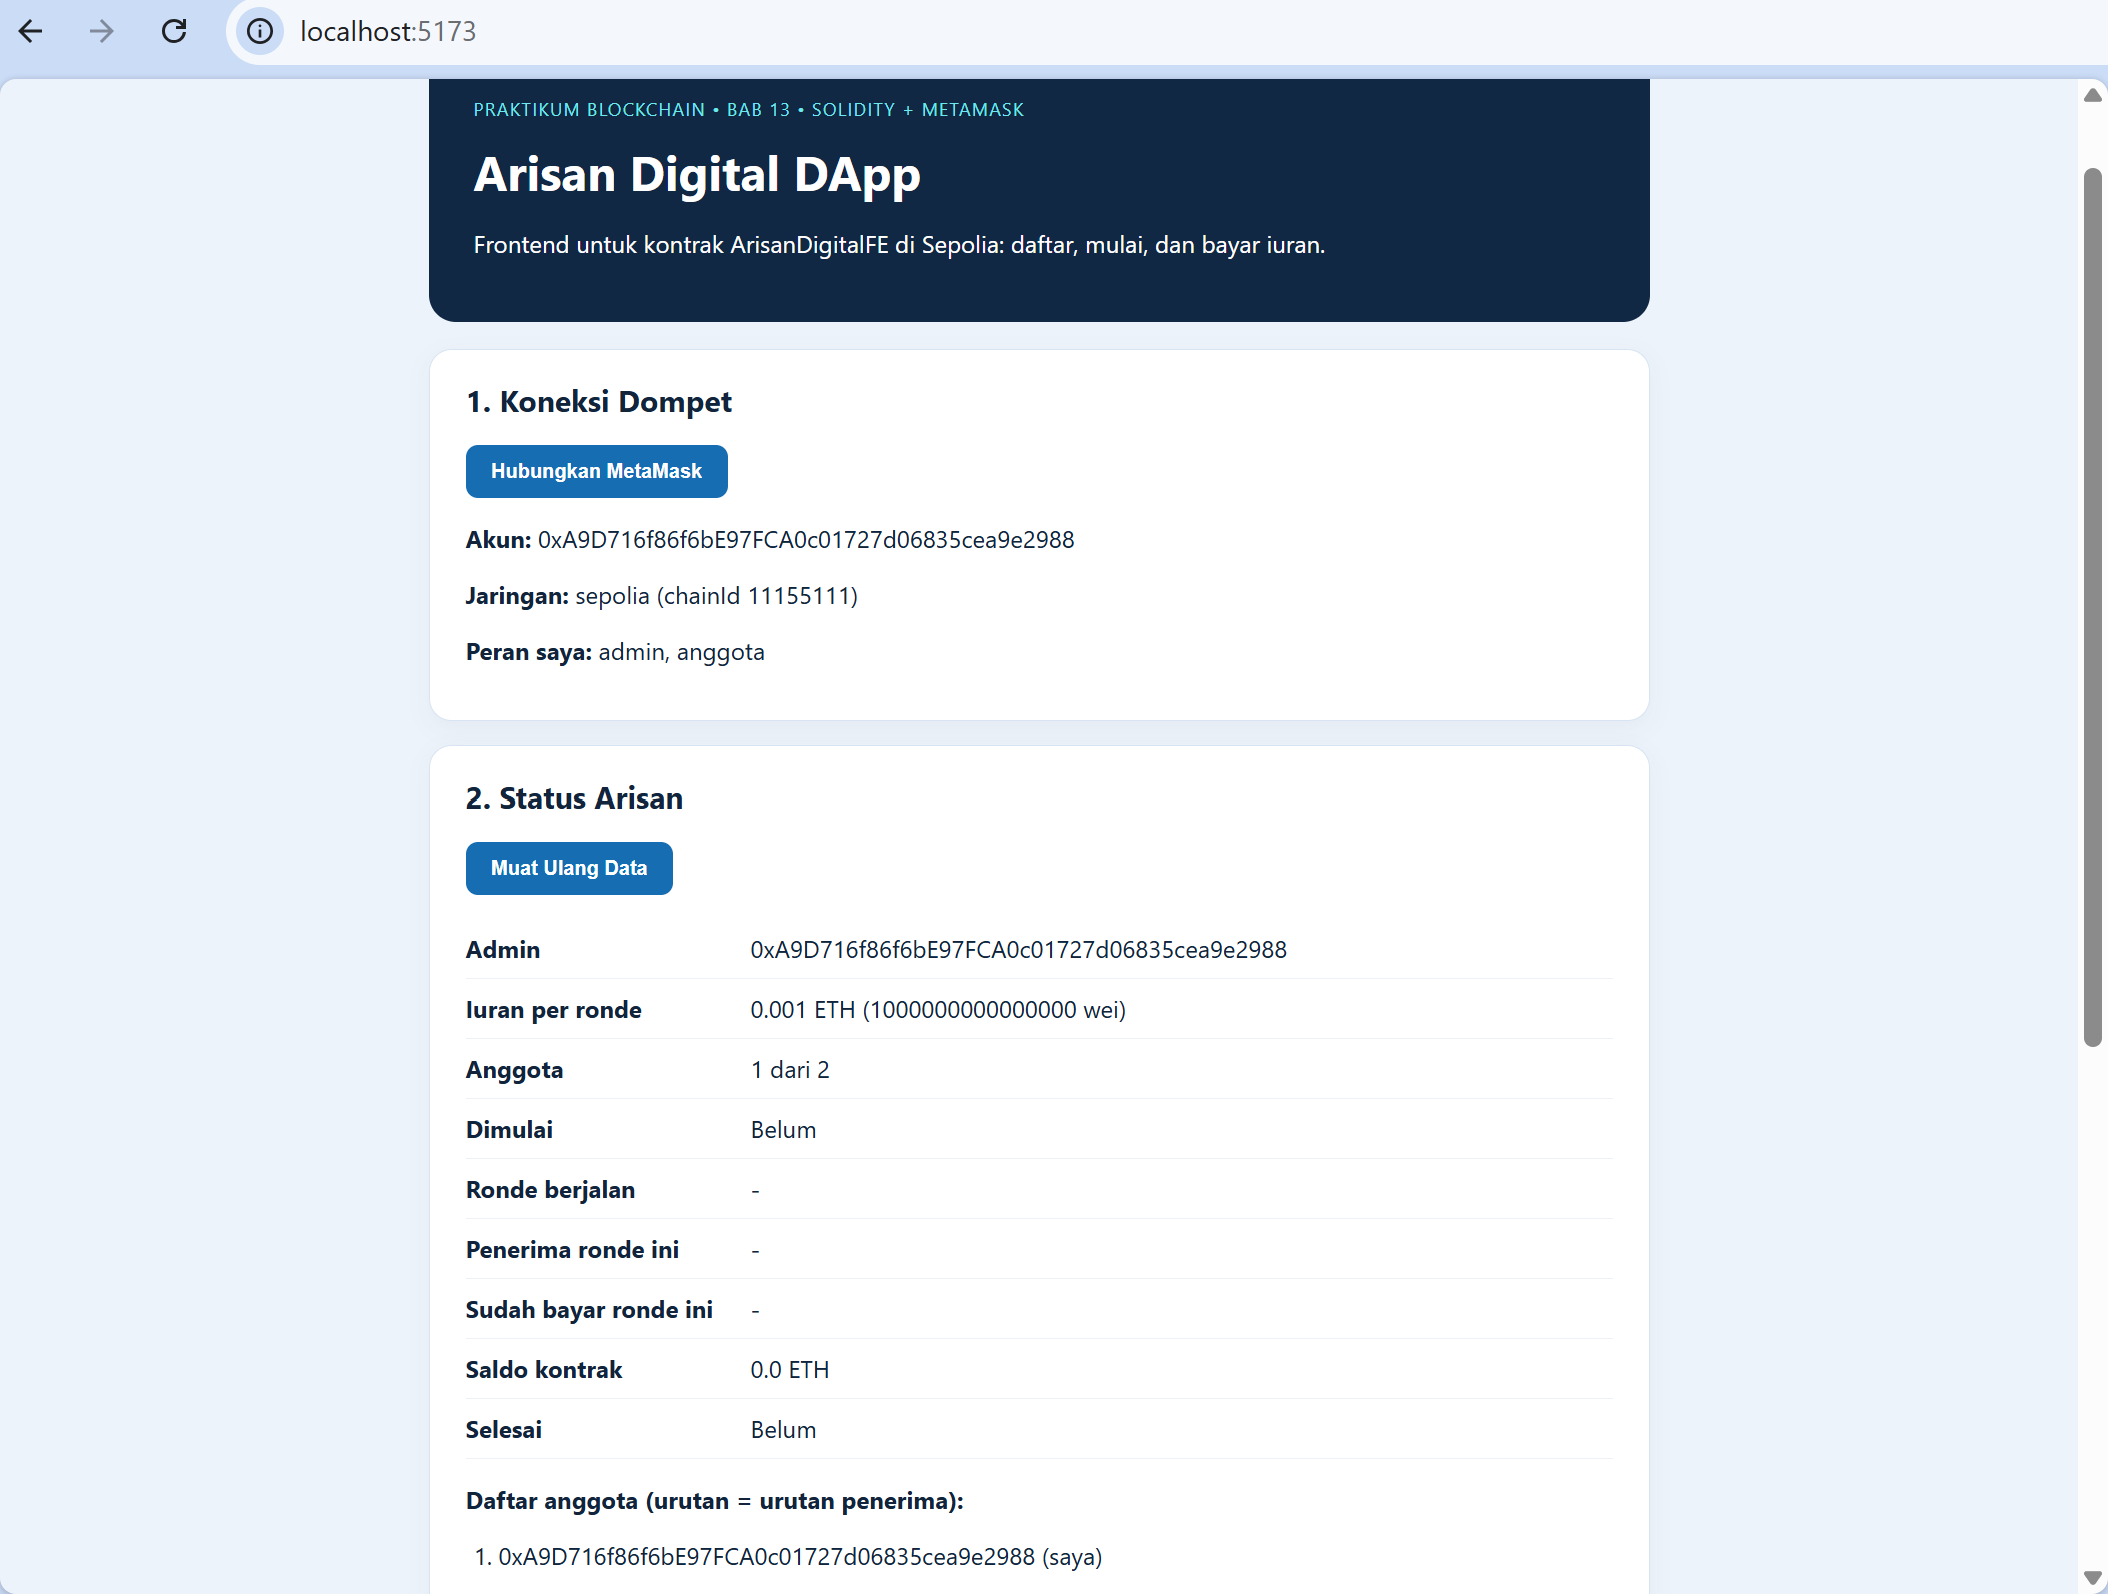 localhost:5173
PRAKTIKUM BLOCKCHAIN • BAB 13 • SOLIDITY + METAMASK
Arisan Digital DApp
Frontend untuk kontrak ArisanDigitalFE di Sepolia: daftar, mulai, dan bayar iuran.
1. Koneksi Dompet
Hubungkan MetaMask
Akun: 0xA9D716f86f6bE97FCA0c01727d06835cea9e2988
Jaringan: sepolia (chainId 11155111)
Peran saya: admin, anggota
2. Status Arisan
Muat Ulang Data
Admin 0xA9D716f86f6bE97FCA0c01727d06835cea9e2988
Iuran per ronde 0.001 ETH (1000000000000000 wei)
Anggota 1 dari 2
Dimulai Belum
Ronde berjalan -
Penerima ronde ini -
Sudah bayar ronde ini -
Saldo kontrak 0.0 ETH
Selesai Belum
Daftar anggota (urutan = urutan penerima):
1. 0xA9D716f86f6bE97FCA0c01727d06835cea9e2988 (saya)